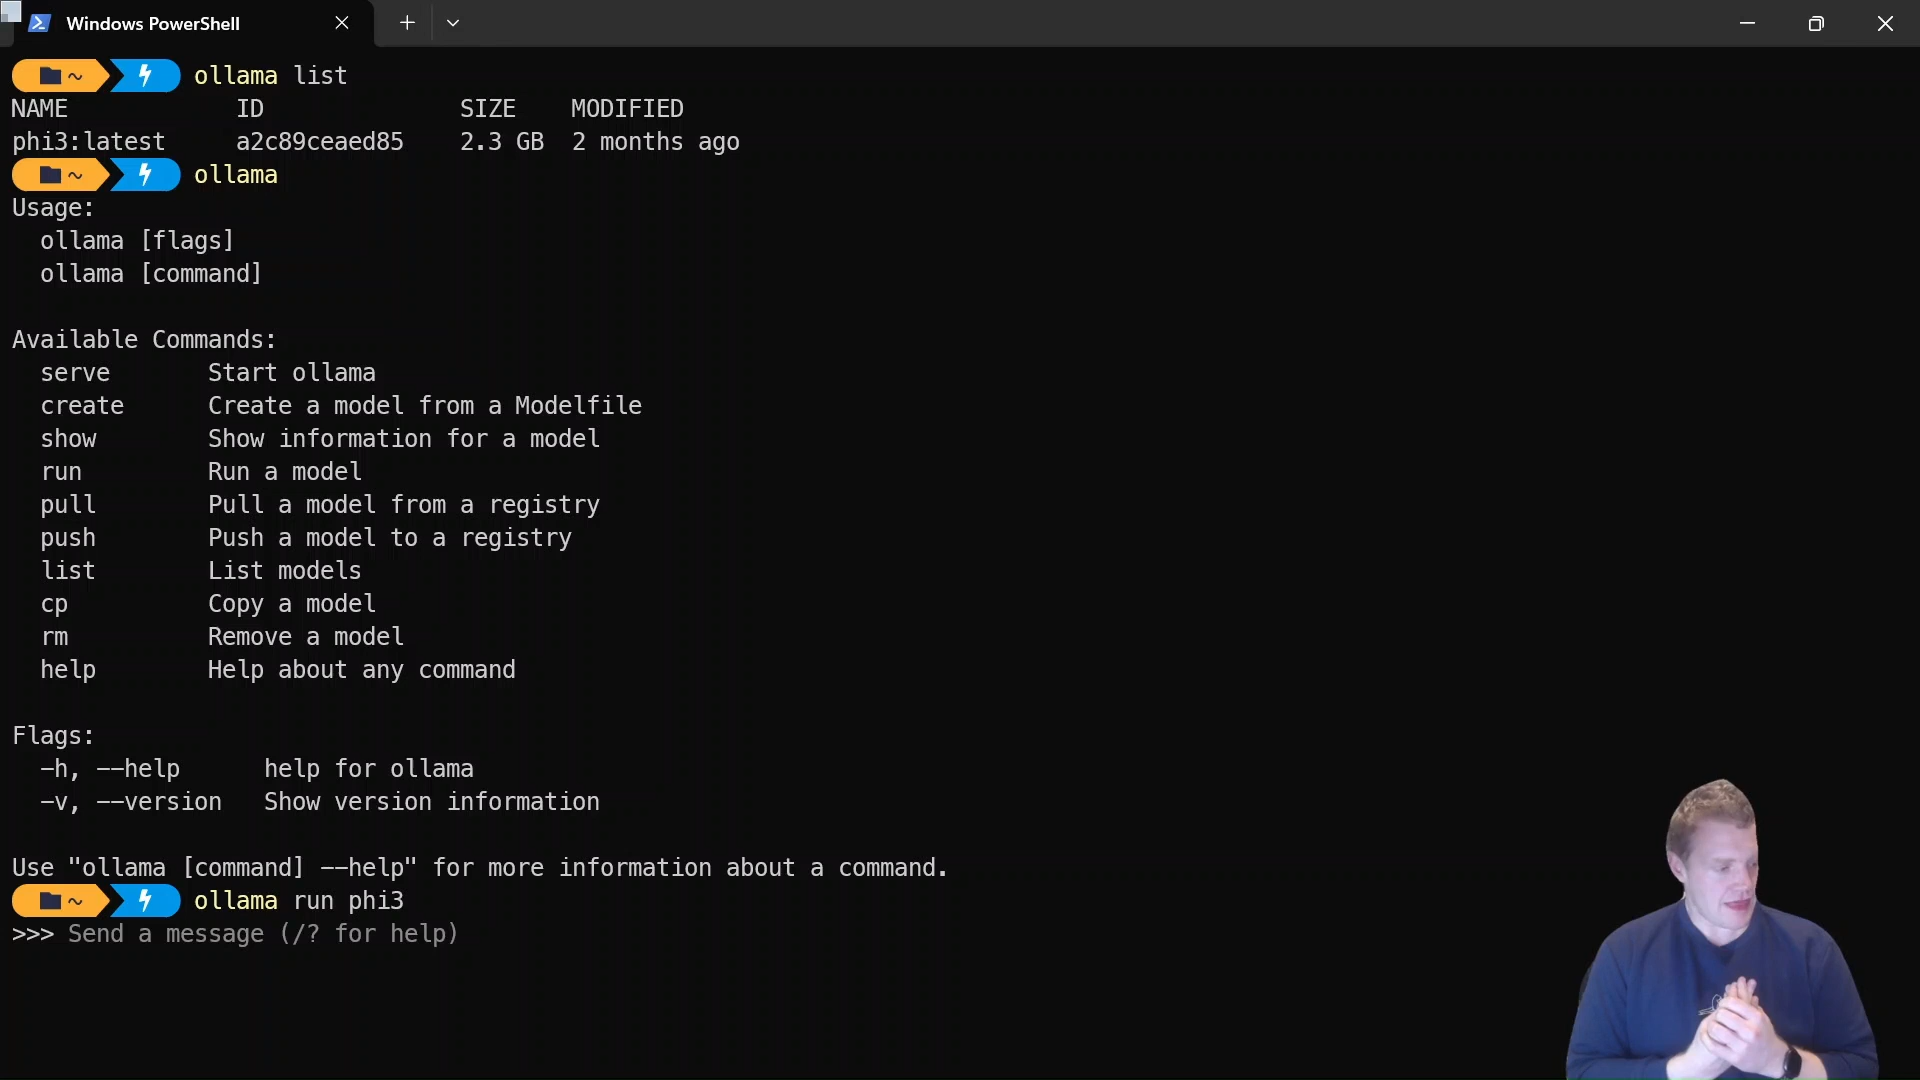 Windows PowerShell
~ ollama list
NAME ID SIZE MODIFIED
phi3:latest a2c89ceaed85 2.3 GB 2 months ago
~ ollama
Usage:
ollama [flags]
ollama [command]
Available Commands:
serve Start ollama
create Create a model from a Modelfile
show Show information for a model
run Run a model
pull Pull a model from a registry
push Push a model to a registry
list List models
cp Copy a model
rm Remove a model
help Help about any command
Flags:
-h, --help help for ollama
-v, --version Show version information
Use "ollama [command] --help" for more information about a command.
~ ollama run phi3
>>> Send a message (/? for help)